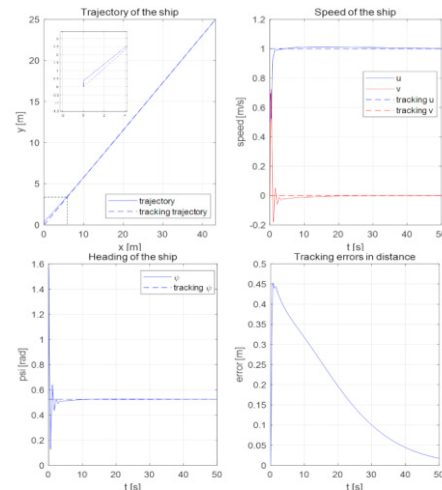 Trajectory of the ship
25
20
15
10
5
0
0
10
20
30
40
y [m]
x [m]
trajectory
tracking trajectory
Speed of the ship
1.2
1
0.8
0.6
0.4
0.2
0
-0.2
0
10
20
30
40
50
speed [m/s]
t [s]
u
v
tracking u
tracking v
Heading of the ship
1.6
1.4
1.2
1
0.8
0.6
0.4
0.2
0
0
10
20
30
40
50
psi [rad]
t [s]
ψ
tracking ψ
Tracking errors in distance
0.5
0.45
0.4
0.35
0.3
0.25
0.2
0.15
0.1
0.05
0
0
10
20
30
40
50
error [m]
t [s]